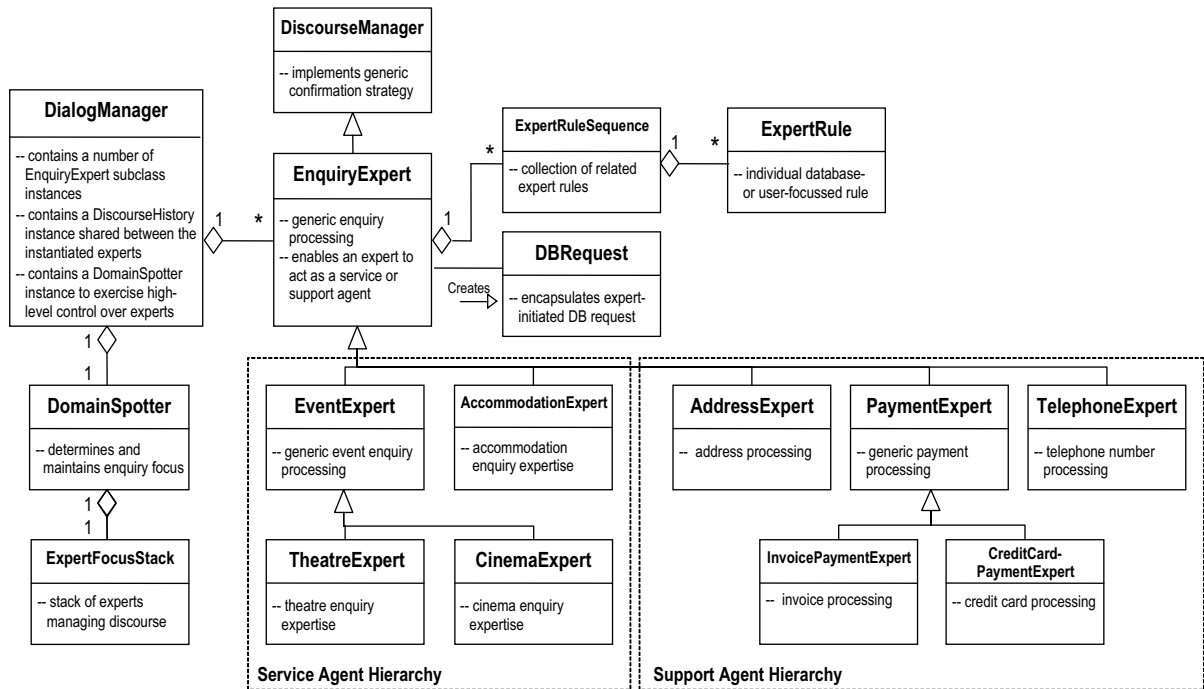 DiscourseManager
-- implements generic
confirmation strategy
DialogManager
-- contains a number of
EnquiryExpert subclass
instances
-- contains a DiscourseHistory
instance shared between the
instantiated experts
-- contains a DomainSpotter
instance to exercise high-
level control over experts
1
*
EnquiryExpert
-- generic enquiry
processing
-- enables an expert to
act as a service or
support agent
1
*
ExpertRuleSequence
-- collection of related
expert rules
1
*
ExpertRule
-- individual database-
or user-focussed rule
Creates
DBRequest
-- encapsulates expert-
initiated DB request
1
1
DomainSpotter
-- determines and
maintains enquiry focus
1
1
ExpertFocusStack
-- stack of experts
managing discourse
EventExpert
-- generic event enquiry
processing
AccommodationExpert
-- accommodation
enquiry expertise
TheatreExpert
-- theatre enquiry
expertise
CinemaExpert
-- cinema enquiry
expertise
Service Agent Hierarchy
AddressExpert
-- address processing
PaymentExpert
-- generic payment
processing
TelephoneExpert
-- telephone number
processing
InvoicePaymentExpert
-- invoice processing
CreditCard-
PaymentExpert
-- credit card processing
Support Agent Hierarchy